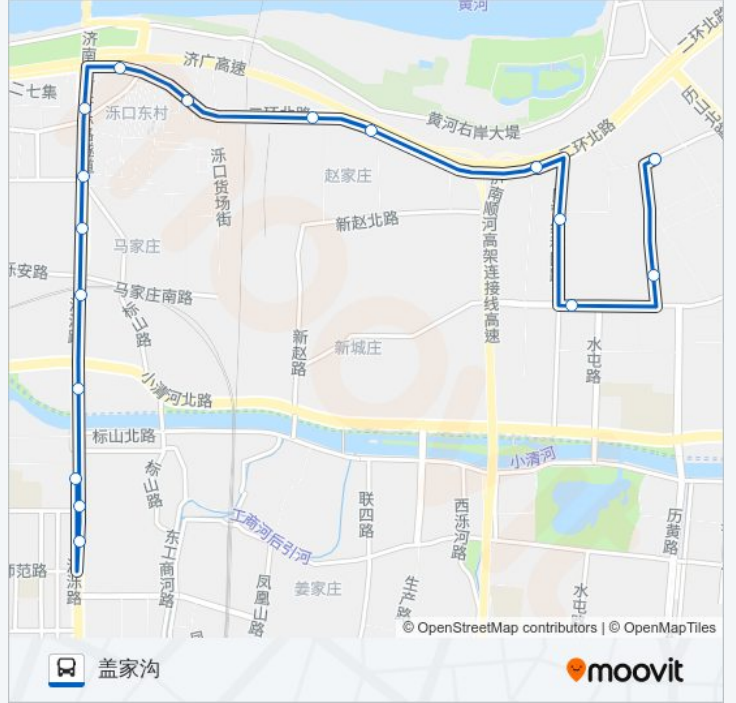 黄河
二环北路
济南
济广高速
二七集
历山北路
泺口东村
二环北路
黄河右岸大堤
二环北路
泺口货场街
赵家庄
济南顺河高架连接线高速
新赵北路
马家庄
泺安路
马家庄南路
标山路
新赵路
新城庄
水屯路
小清河北路
标山北路
小清河
标山路
联四路
西泺河路
历黄路
工商河后引河
东工商河路
师范路
济泺路
凤凰山路
姜家庄
生产路
水屯路
© OpenStreetMap contributors | © OpenMapTiles
盖家沟
moovit